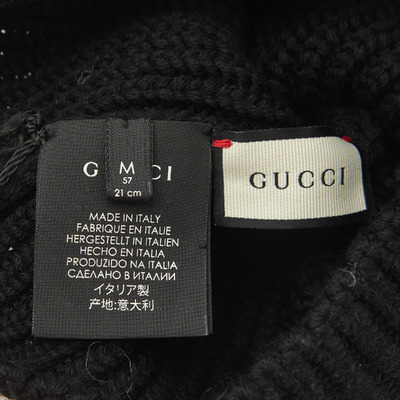 GUCCI
M
57
21 cm
MADE IN ITALY
FABRIQUE EN ITALIE
HERGESTELLT IN ITALIEN
HECHO EN ITALIA
PRODUZIDO NA ITALIA
СДЕЛАНО В ИТАЛИИ
イタリア製
产地:意大利
GUCCI